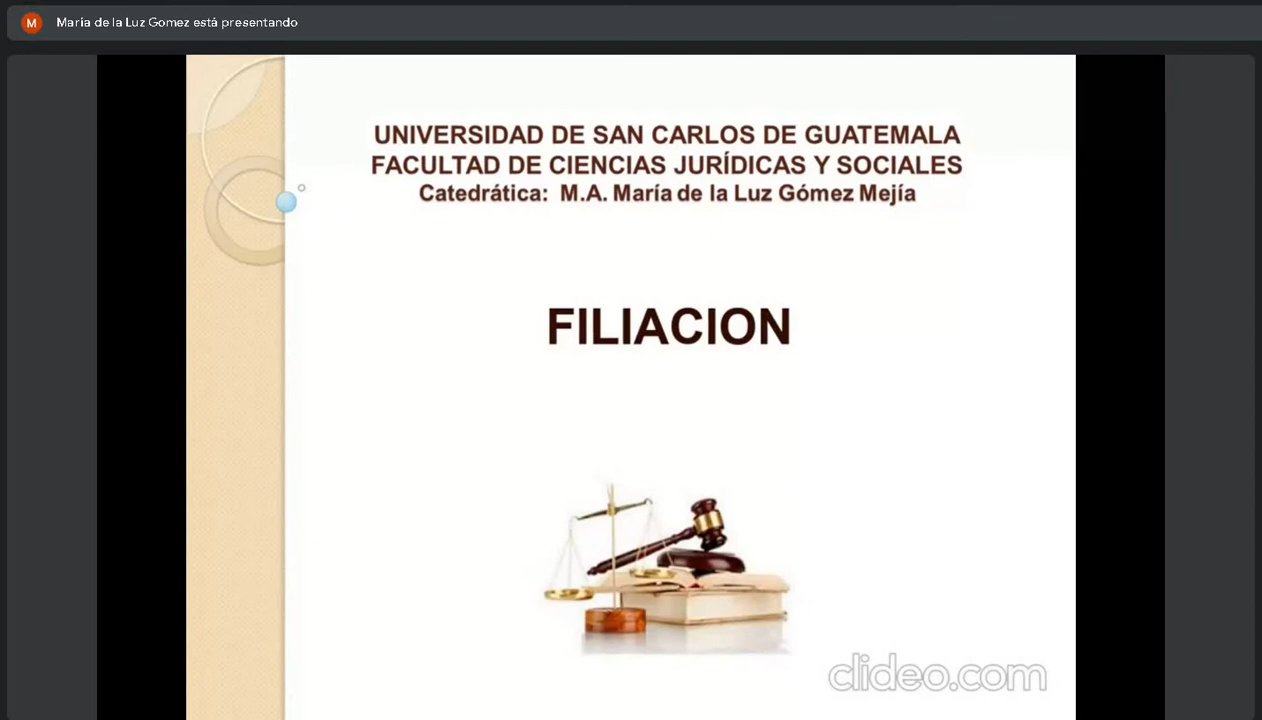 M
Maria de la Luz Gomez está presentando
UNIVERSIDAD DE SAN CARLOS DE GUATEMALA
FACULTAD DE CIENCIAS JURÍDICAS Y SOCIALES
Catedrática: M.A. María de la Luz Gómez Mejía
FILIACION
clideo.com